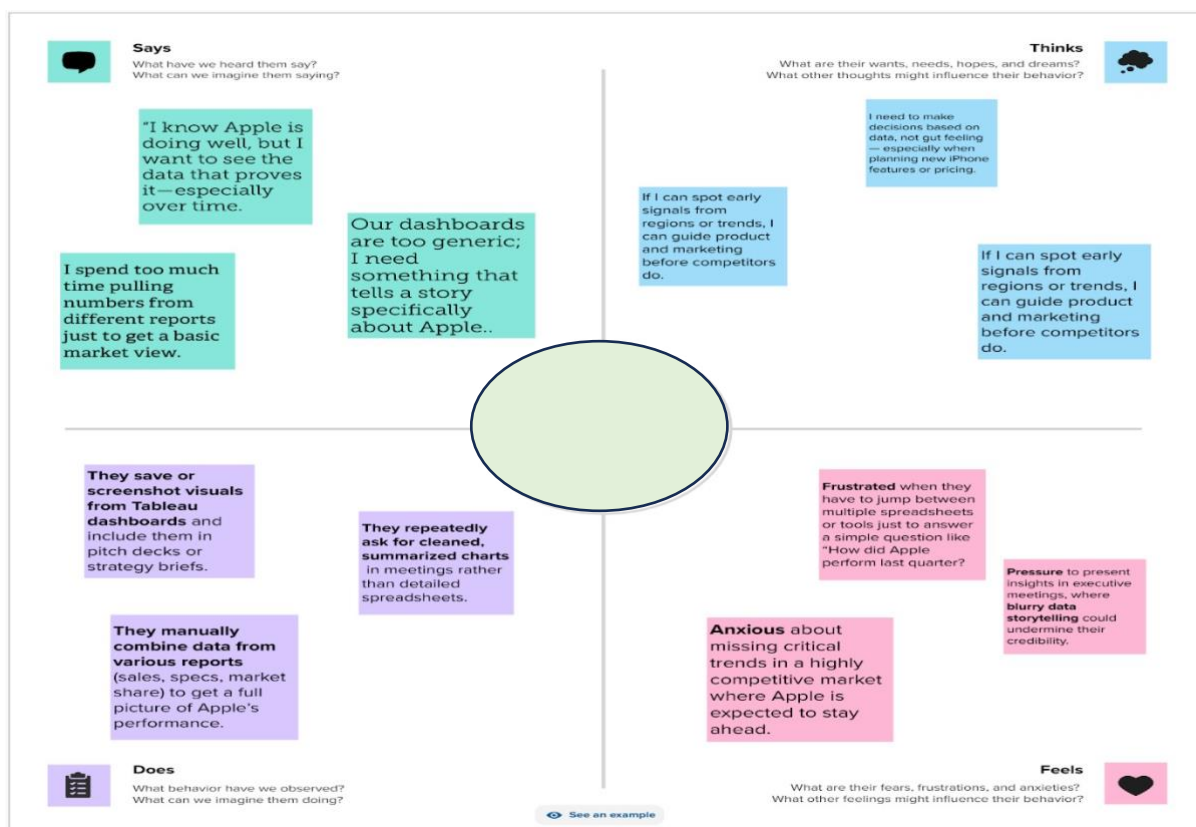 Says
What have we heard them say?
What can we imagine them saying?
"I know Apple is
doing well, but I
want to see the
data that proves
it—especially
over time.
Our dashboards
are too generic;
I need
something that
tells a story
specifically
about Apple..
I spend too much
time pulling
numbers from
different reports
just to get a basic
market view.
Thinks
What are their wants, needs, hopes, and dreams?
What other thoughts might influence their behavior?
I need to make
decisions based on
data, not gut feeling
— especially when
planning new iPhone
features or pricing.
If I can spot early
signals from
regions or trends, I
can guide product
and marketing
before competitors
do.
If I can spot early
signals from
regions or trends, I
can guide product
and marketing
before competitors
do.
They save or
screenshot visuals
from Tableau
dashboards and
include them in
pitch decks or
strategy briefs.
They repeatedly
ask for cleaned,
summarized charts
in meetings rather
than detailed
spreadsheets.
They manually
combine data from
various reports
(sales, specs, market
share) to get a full
picture of Apple's
performance.
Does
What behavior have we observed?
What can we imagine them doing?
Frustrated when they
have to jump between
multiple spreadsheets
or tools just to answer
a simple question like
"How did Apple
perform last quarter?
Pressure to present
insights in executive
meetings, where
blurry data
storytelling could
undermine their
credibility.
Anxious about
missing critical
trends in a highly
competitive market
where Apple is
expected to stay
ahead.
Feels
What are their fears, frustrations, and anxieties?
What other feelings might influence their behavior?
See an example